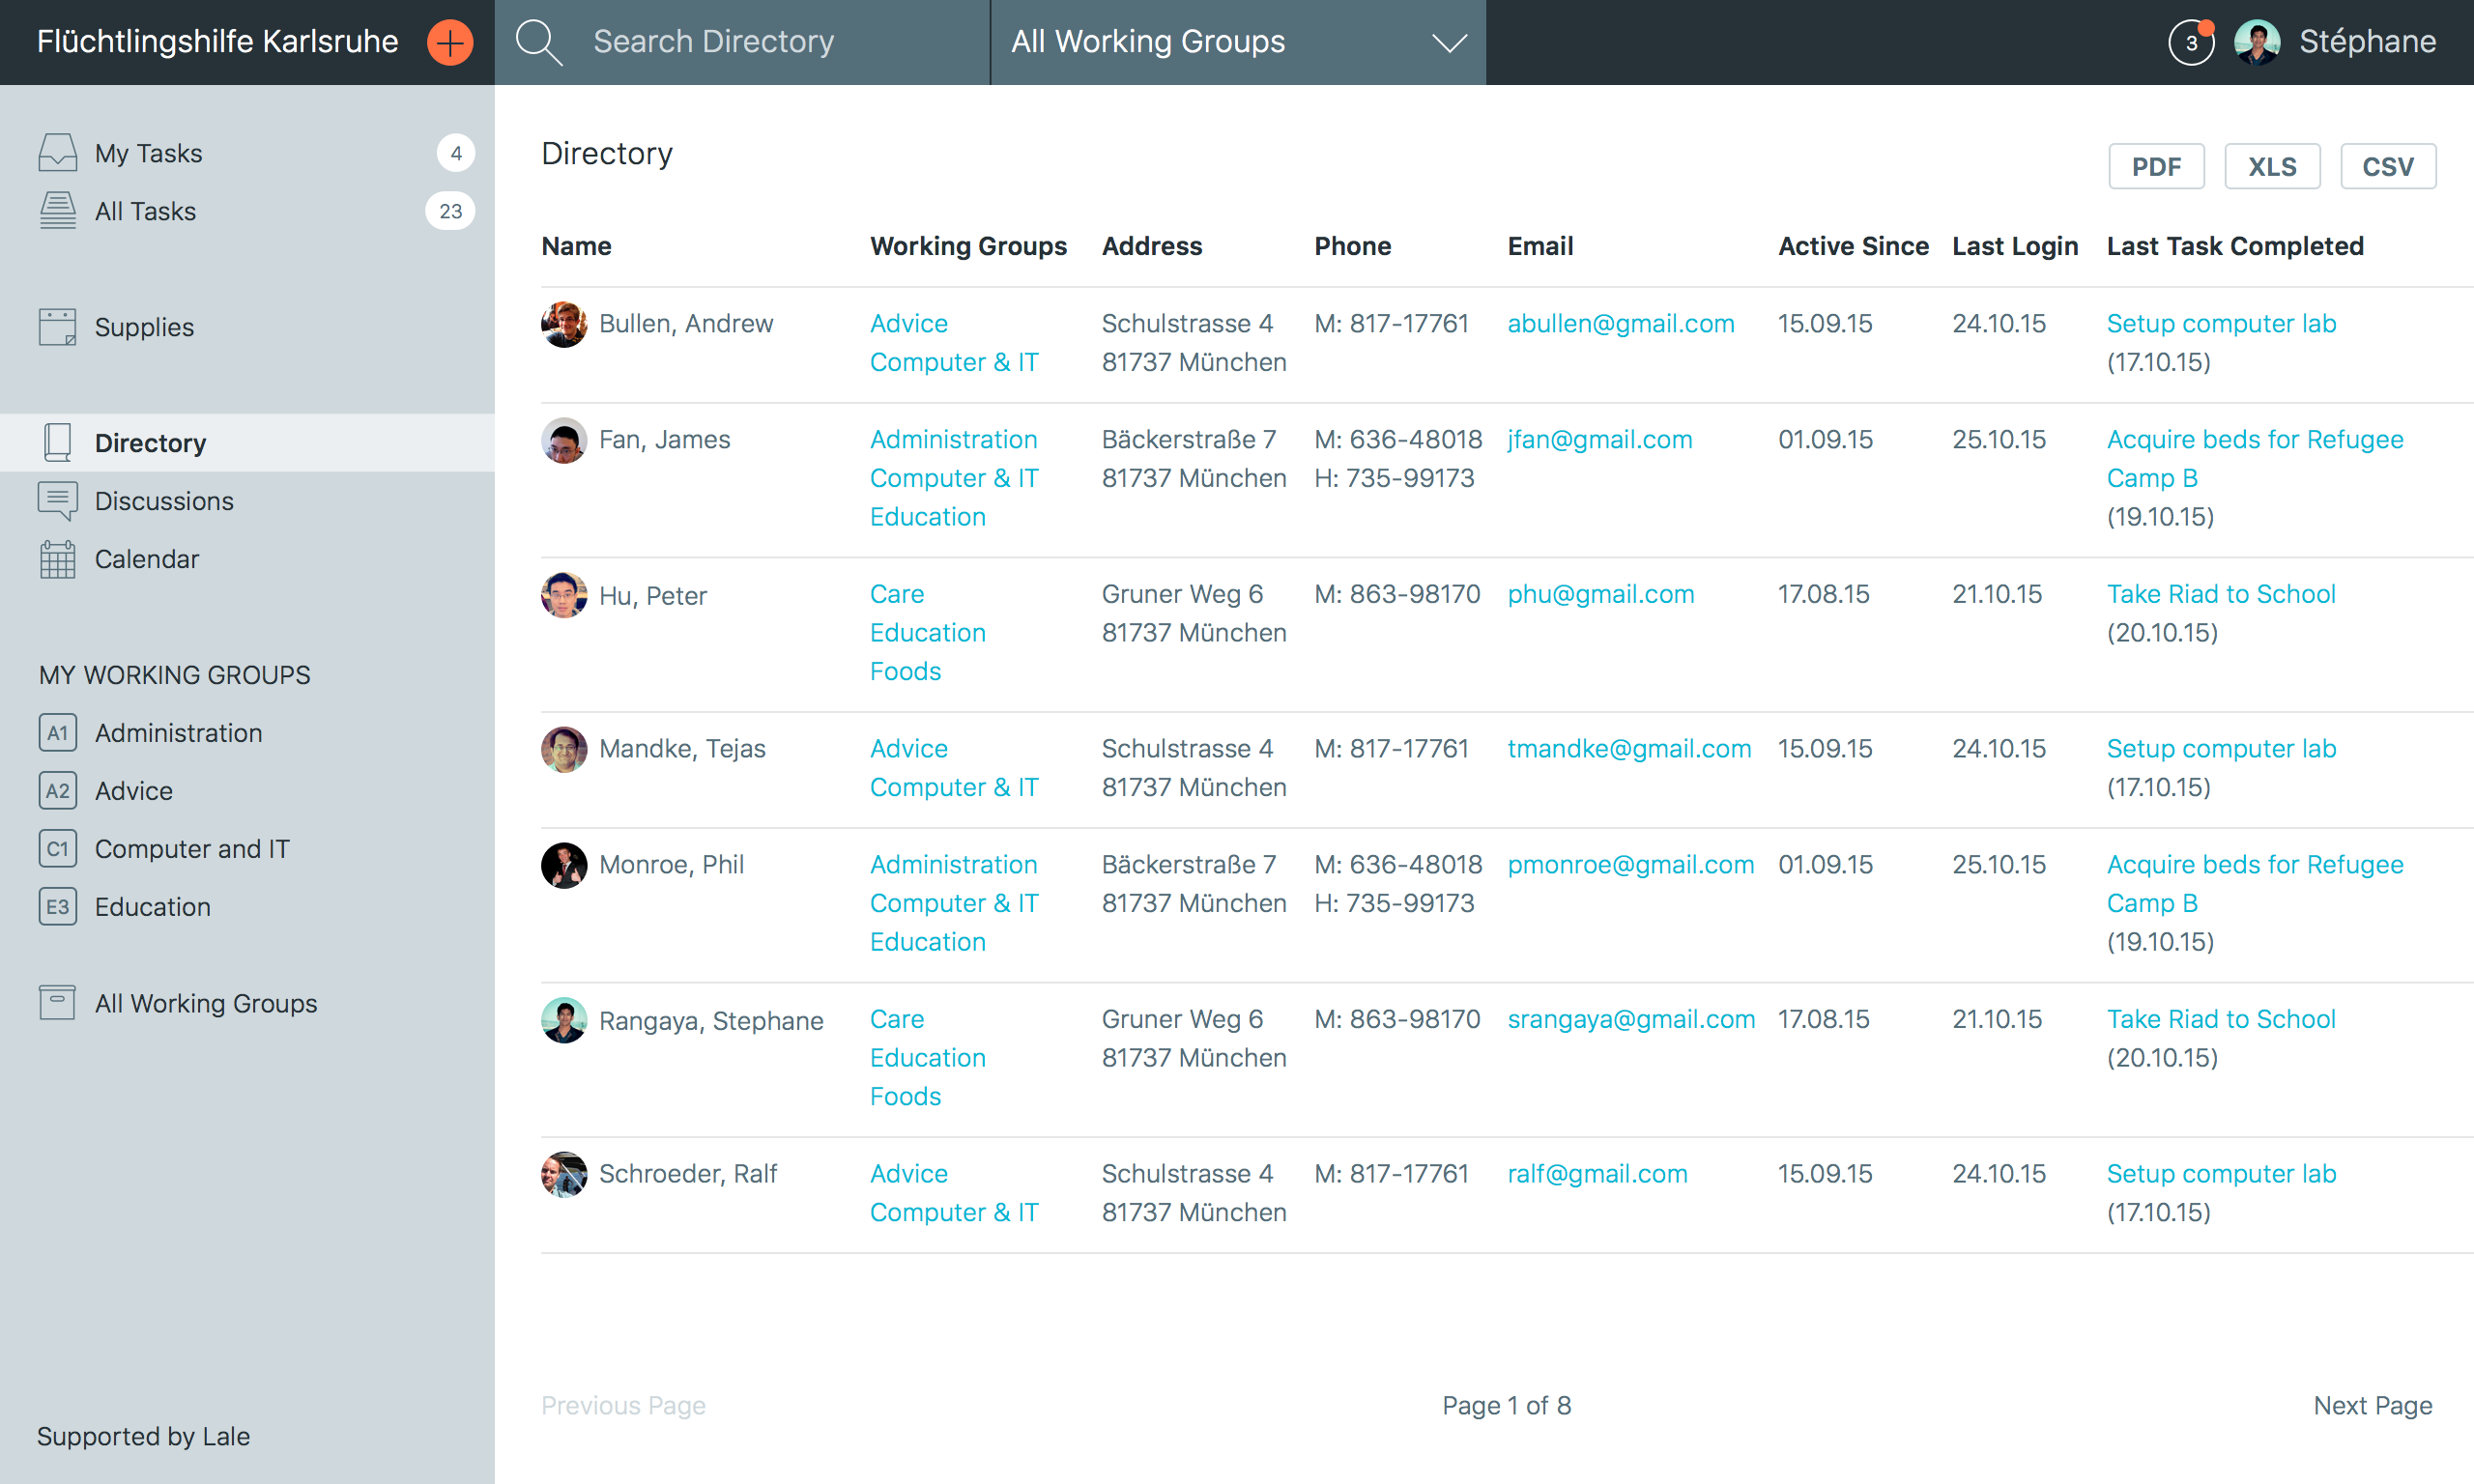 Flüchtlingshilfe Karlsruhe
Search Directory
All Working Groups
3
Stéphane
My Tasks 4
All Tasks 23
Supplies
Directory
Discussions
Calendar
MY WORKING GROUPS
A1 Administration
A2 Advice
C1 Computer and IT
E3 Education
All Working Groups
Supported by Lale
Directory
PDF XLS CSV
Name Working Groups Address Phone Email Active Since Last Login Last Task Completed
Bullen, Andrew Advice Schulstrasse 4 M: 817-17761 abullen@gmail.com 15.09.15 24.10.15 Setup computer lab
Computer & IT 81737 München (17.10.15)
Fan, James Administration Bäckerstraße 7 M: 636-48018 jfan@gmail.com 01.09.15 25.10.15 Acquire beds for Refugee
Computer & IT 81737 München H: 735-99173 Camp B
Education (19.10.15)
Hu, Peter Care Gruner Weg 6 M: 863-98170 phu@gmail.com 17.08.15 21.10.15 Take Riad to School
Education 81737 München (20.10.15)
Foods
Mandke, Tejas Advice Schulstrasse 4 M: 817-17761 tmandke@gmail.com 15.09.15 24.10.15 Setup computer lab
Computer & IT 81737 München (17.10.15)
Monroe, Phil Administration Bäckerstraße 7 M: 636-48018 pmonroe@gmail.com 01.09.15 25.10.15 Acquire beds for Refugee
Computer & IT 81737 München H: 735-99173 Camp B
Education (19.10.15)
Rangaya, Stephane Care Gruner Weg 6 M: 863-98170 srangaya@gmail.com 17.08.15 21.10.15 Take Riad to School
Education 81737 München (20.10.15)
Foods
Schroeder, Ralf Advice Schulstrasse 4 M: 817-17761 ralf@gmail.com 15.09.15 24.10.15 Setup computer lab
Computer & IT 81737 München (17.10.15)
Previous Page Page 1 of 8 Next Page